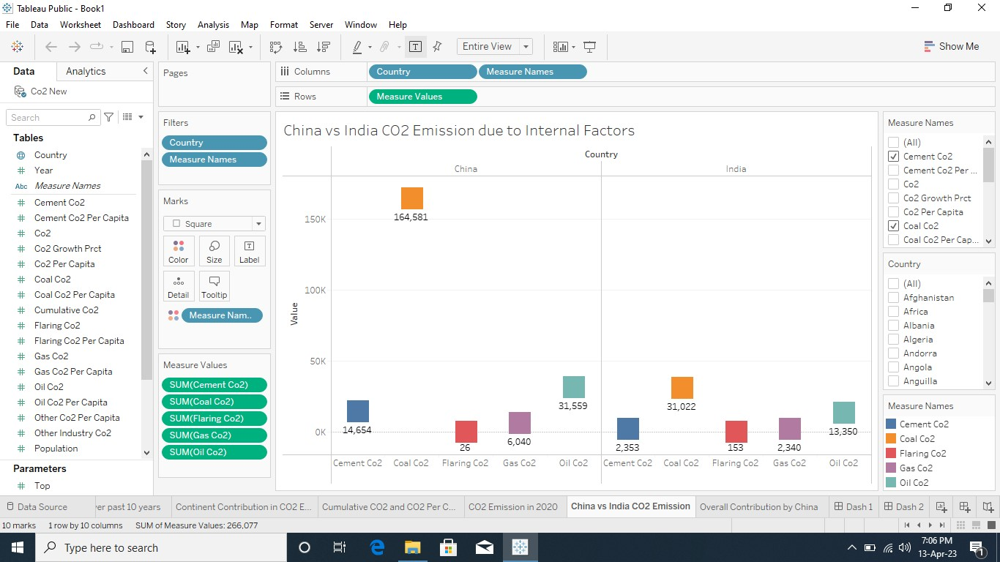 Tableau Public - Book1
File Data Worksheet Dashboard Story Analysis Map Format Server Window Help
Entire View
Show Me
Data Analytics
Co2 New
Search
Tables
Country
Year
Abc Measure Names
Cement Co2
Cement Co2 Per Capita
Co2
Co2 Growth Prct
Co2 Per Capita
Coal Co2
Coal Co2 Per Capita
Cumulative Co2
Flaring Co2
Flaring Co2 Per Capita
Gas Co2
Gas Co2 Per Capita
Oil Co2
Oil Co2 Per Capita
Other Co2 Per Capita
Other Industry Co2
Population
Parameters
Top
Pages
Filters
Country
Measure Names
Marks
Square
Color Size Label
Detail Tooltip
Measure Nam..
Measure Values
SUM(Cement Co2)
SUM(Coal Co2)
SUM(Flaring Co2)
SUM(Gas Co2)
SUM(Oil Co2)
Columns Country Measure Names
Rows Measure Values
China vs India CO2 Emission due to Internal Factors
Country
China India
150K
100K
50K
0K
Value
164,581
14,654
26
6,040
31,559
2,353
31,022
153
2,340
13,350
Cement Co2 Coal Co2 Flaring Co2 Gas Co2 Oil Co2 Cement Co2 Coal Co2 Flaring Co2 Gas Co2 Oil Co2
Measure Names
(All)
Cement Co2
Cement Co2 Per ...
Co2
Co2 Growth Prct
Co2 Per Capita
Coal Co2
Coal Co2 Per Cap...
Country
(All)
Afghanistan
Africa
Albania
Algeria
Andorra
Angola
Anguilla
Measure Names
Cement Co2
Coal Co2
Flaring Co2
Gas Co2
Oil Co2
Data Source er past 10 years Continent Contribution in CO2 E... Cumulative CO2 and CO2 Per C... CO2 Emission in 2020 China vs India CO2 Emission Overall Contribution by China Dash 1 Dash 2
10 marks 1 row by 10 columns SUM of Measure Values: 266,077
Type here to search
7:06 PM
13-Apr-23
1